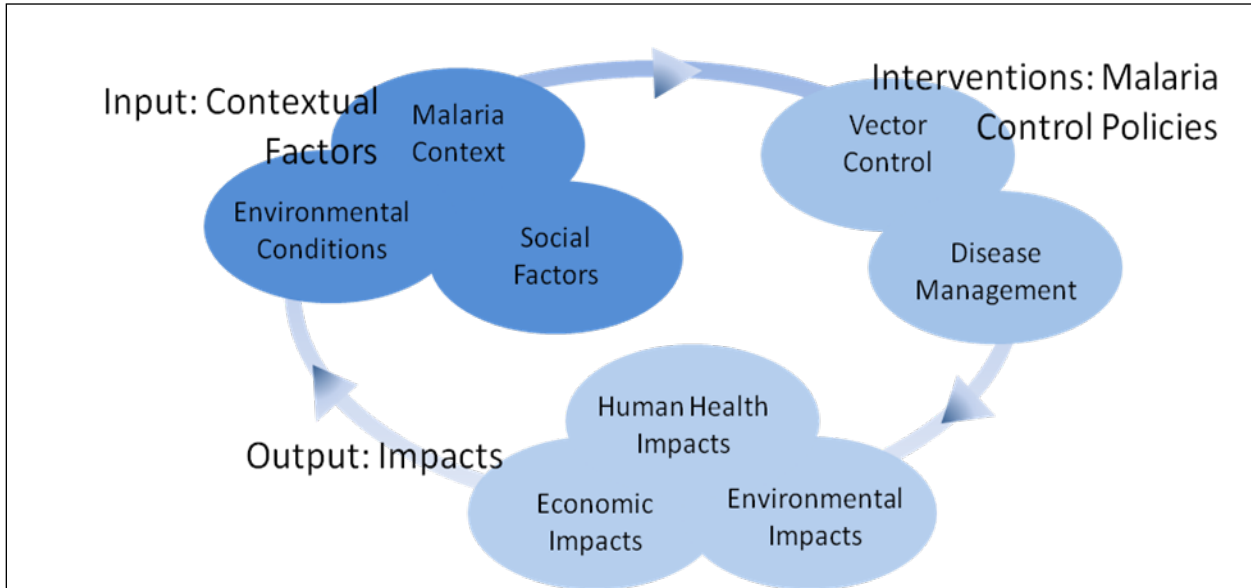 Input: Contextual
Factors
Malaria
Context
Environmental
Conditions
Social
Factors
Interventions: Malaria
Control Policies
Vector
Control
Disease
Management
Output: Impacts
Human Health
Impacts
Economic
Impacts
Environmental
Impacts